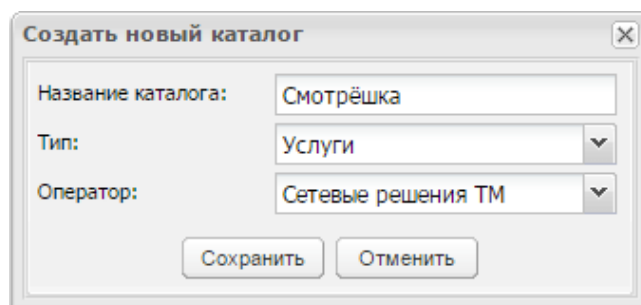 Создать новый каталог
Название каталога: Смотрёшка
Тип: Услуги
Оператор: Сетевые решения ТМ
Сохранить Отменить